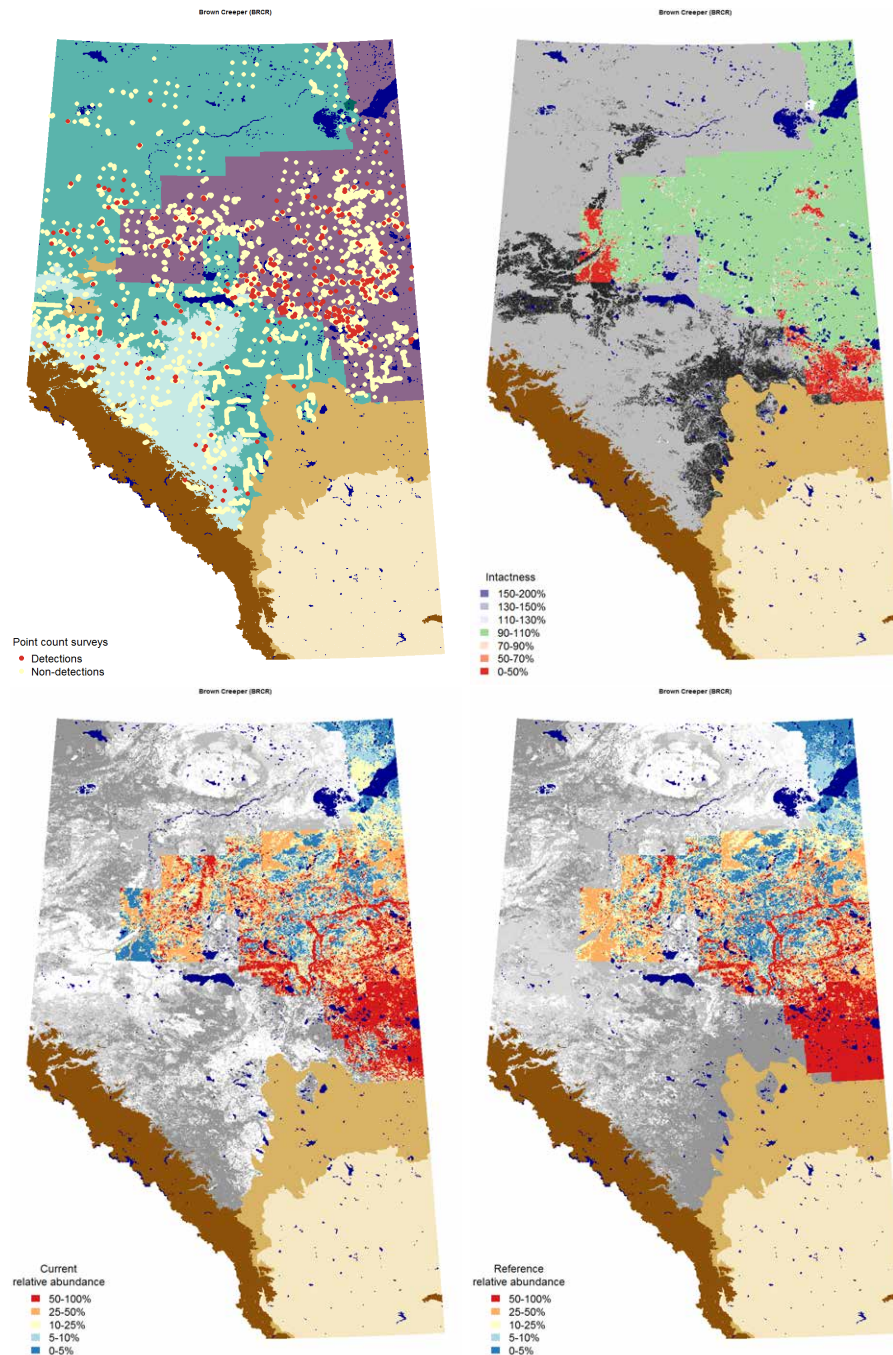 Brown Creeper (BRCR)
Point count surveys
Detections
Non-detections
Brown Creeper (BRCR)
Intactness
150-200%
130-150%
110-130%
90-110%
70-90%
50-70%
0-50%
Brown Creeper (BRCR)
Current
relative abundance
50-100%
25-50%
10-25%
5-10%
0-5%
Brown Creeper (BRCR)
Reference
relative abundance
50-100%
25-50%
10-25%
5-10%
0-5%